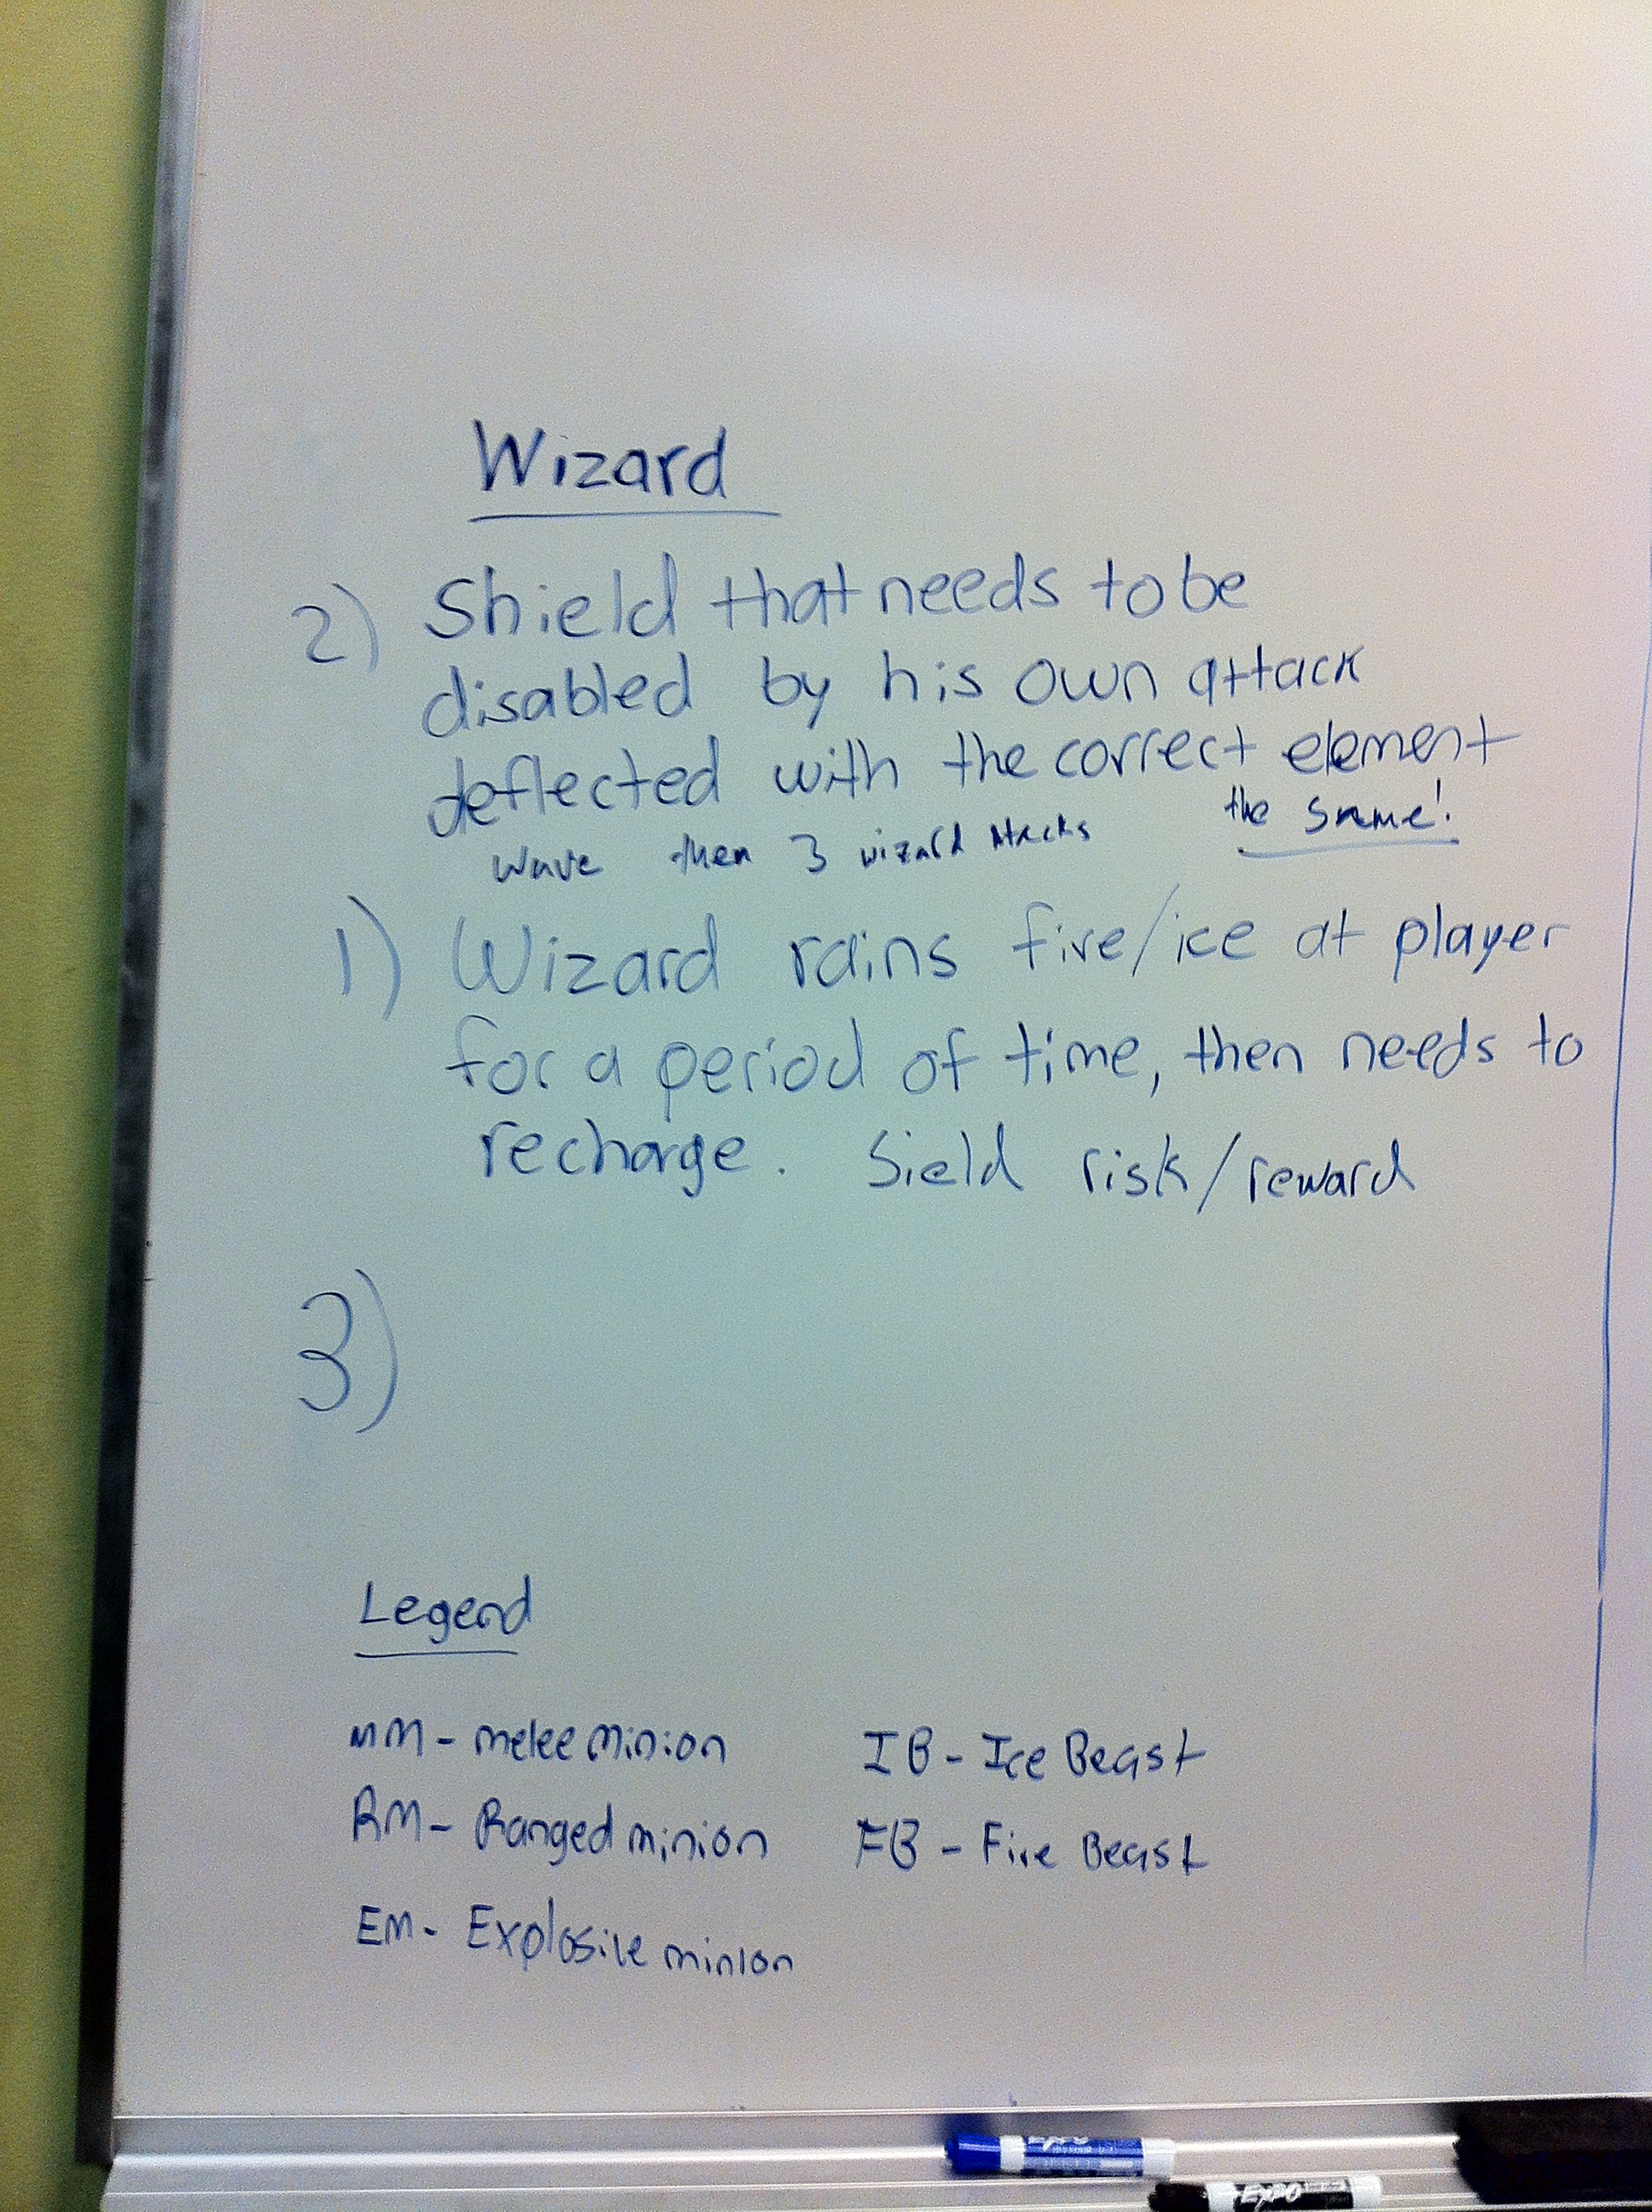 Wizard
2) Shield that needs to be
disabled by his own attack
deflected with the correct element
the same!
wave then 3 wizard attacks
1) Wizard rains fire/ice at player
for a period of time, then needs to
recharge. Sield risk/reward
3)
Legend
MM - melee Minion
RM - Ranged minion
EM - Explosive minion
IB - Ice Beast
FB - Fire Beast
EXPO
EXPO